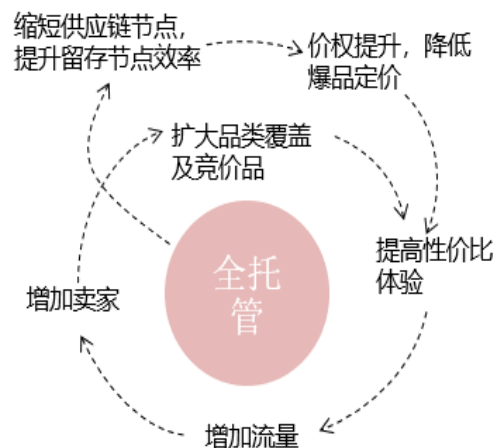 缩短供应链节点，
提升留存节点效率
价权提升，降低
爆品定价
扩大品类覆盖
及竞价品
提高性价比
体验
全托
管
增加卖家
增加流量